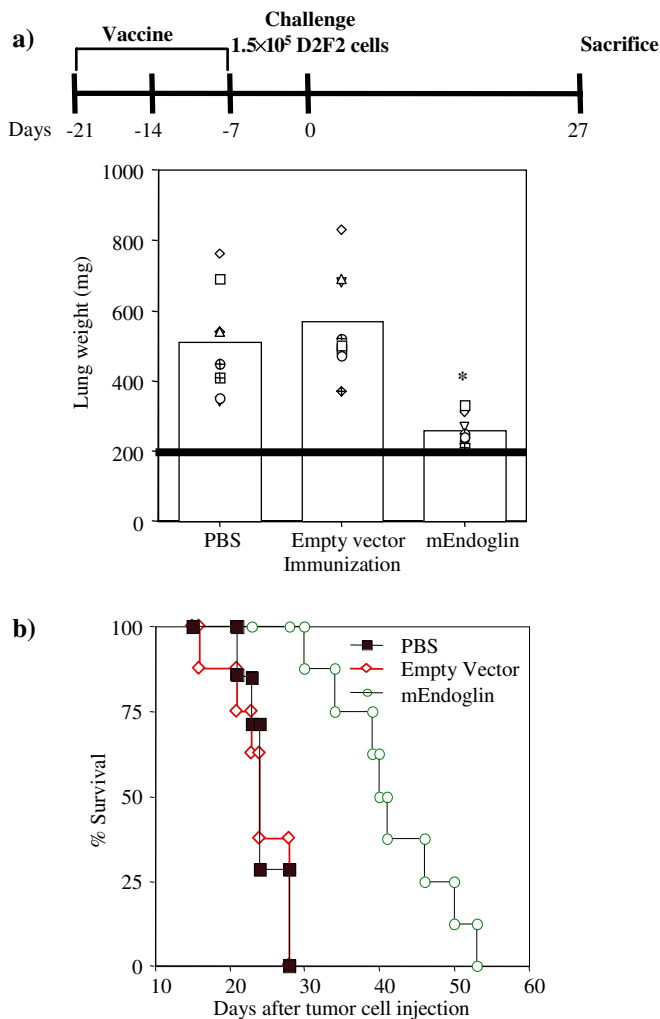 a)
Vaccine
Challenge
1.5×10⁵ D2F2 cells
Sacrifice
Days -21 -14 -7 0 27
1000
800
600
400
200
0
Lung weight (mg)
*
PBS Empty vector mEndoglin
Immunization
b)
100
75
50
25
0
% Survival
PBS
Empty Vector
mEndoglin
10 20 30 40 50 60
Days after tumor cell injection